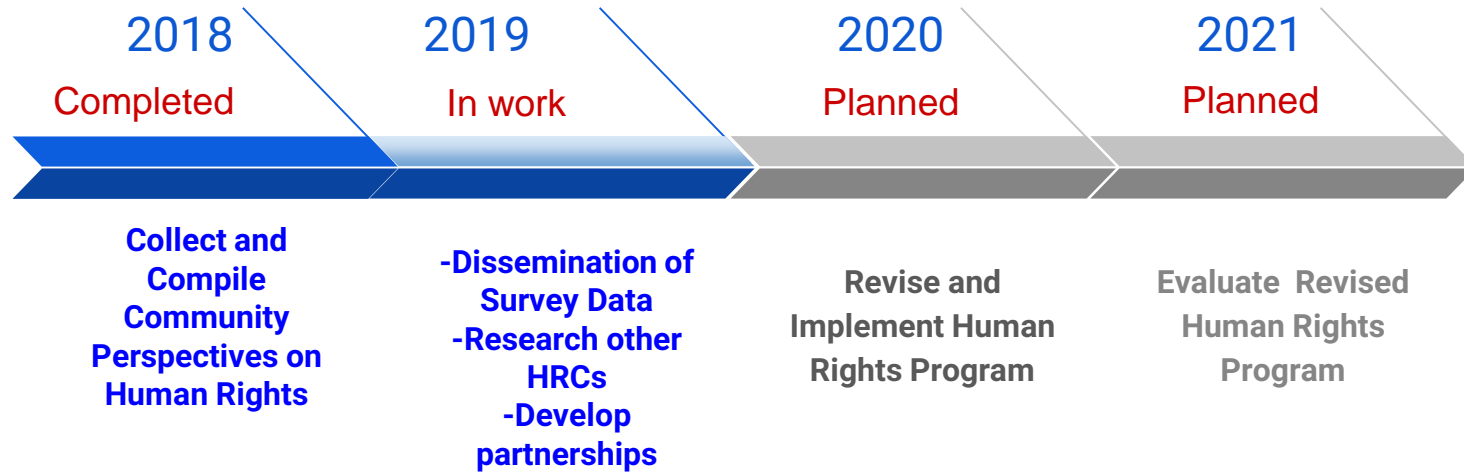 2018
Completed
Collect and
Compile
Community
Perspectives on
Human Rights
2019
In work
-Dissemination of
Survey Data
-Research other
HRCs
-Develop
partnerships
2020
Planned
Revise and
Implement Human
Rights Program
2021
Planned
Evaluate Revised
Human Rights
Program